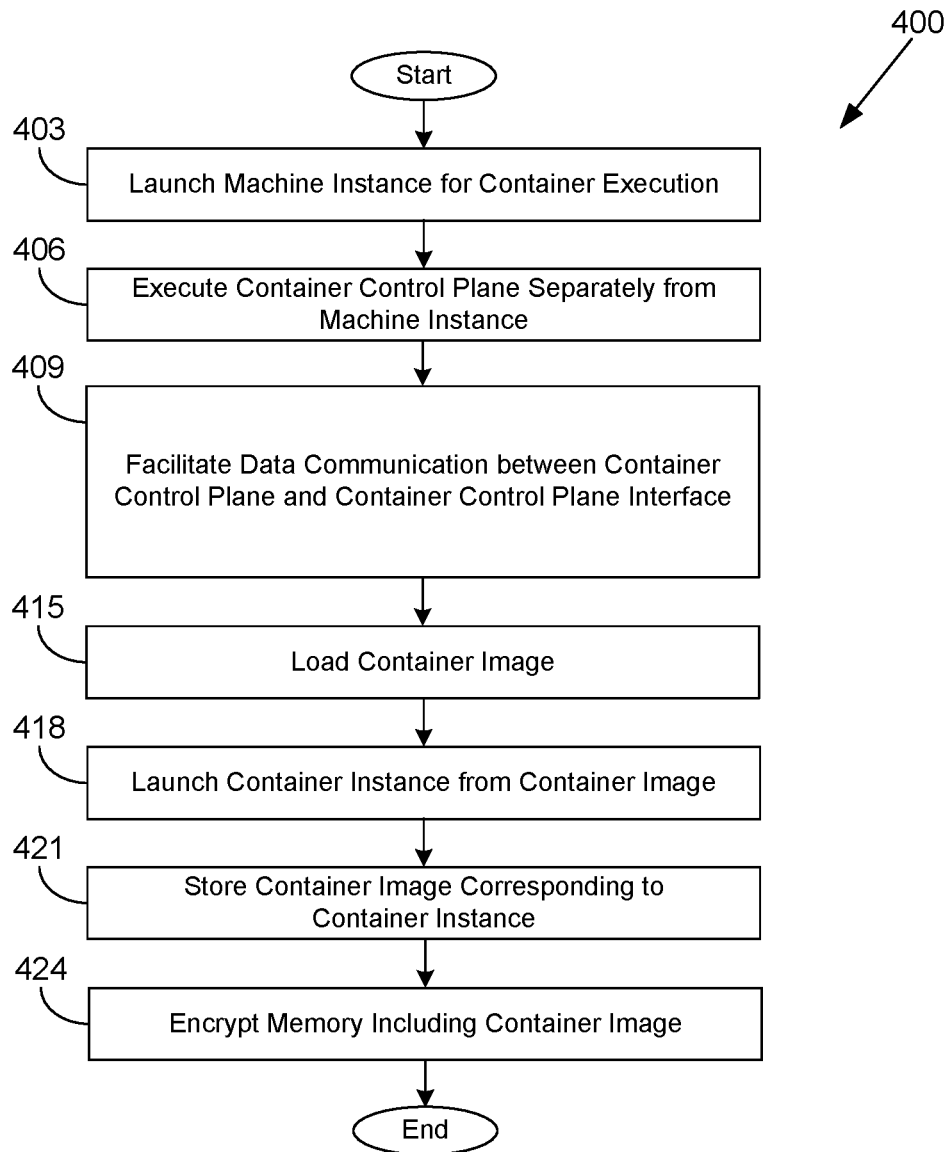 400
Start
403
Launch Machine Instance for Container Execution
406
Execute Container Control Plane Separately from
Machine Instance
409
Facilitate Data Communication between Container
Control Plane and Container Control Plane Interface
415
Load Container Image
418
Launch Container Instance from Container Image
421
Store Container Image Corresponding to
Container Instance
424
Encrypt Memory Including Container Image
End